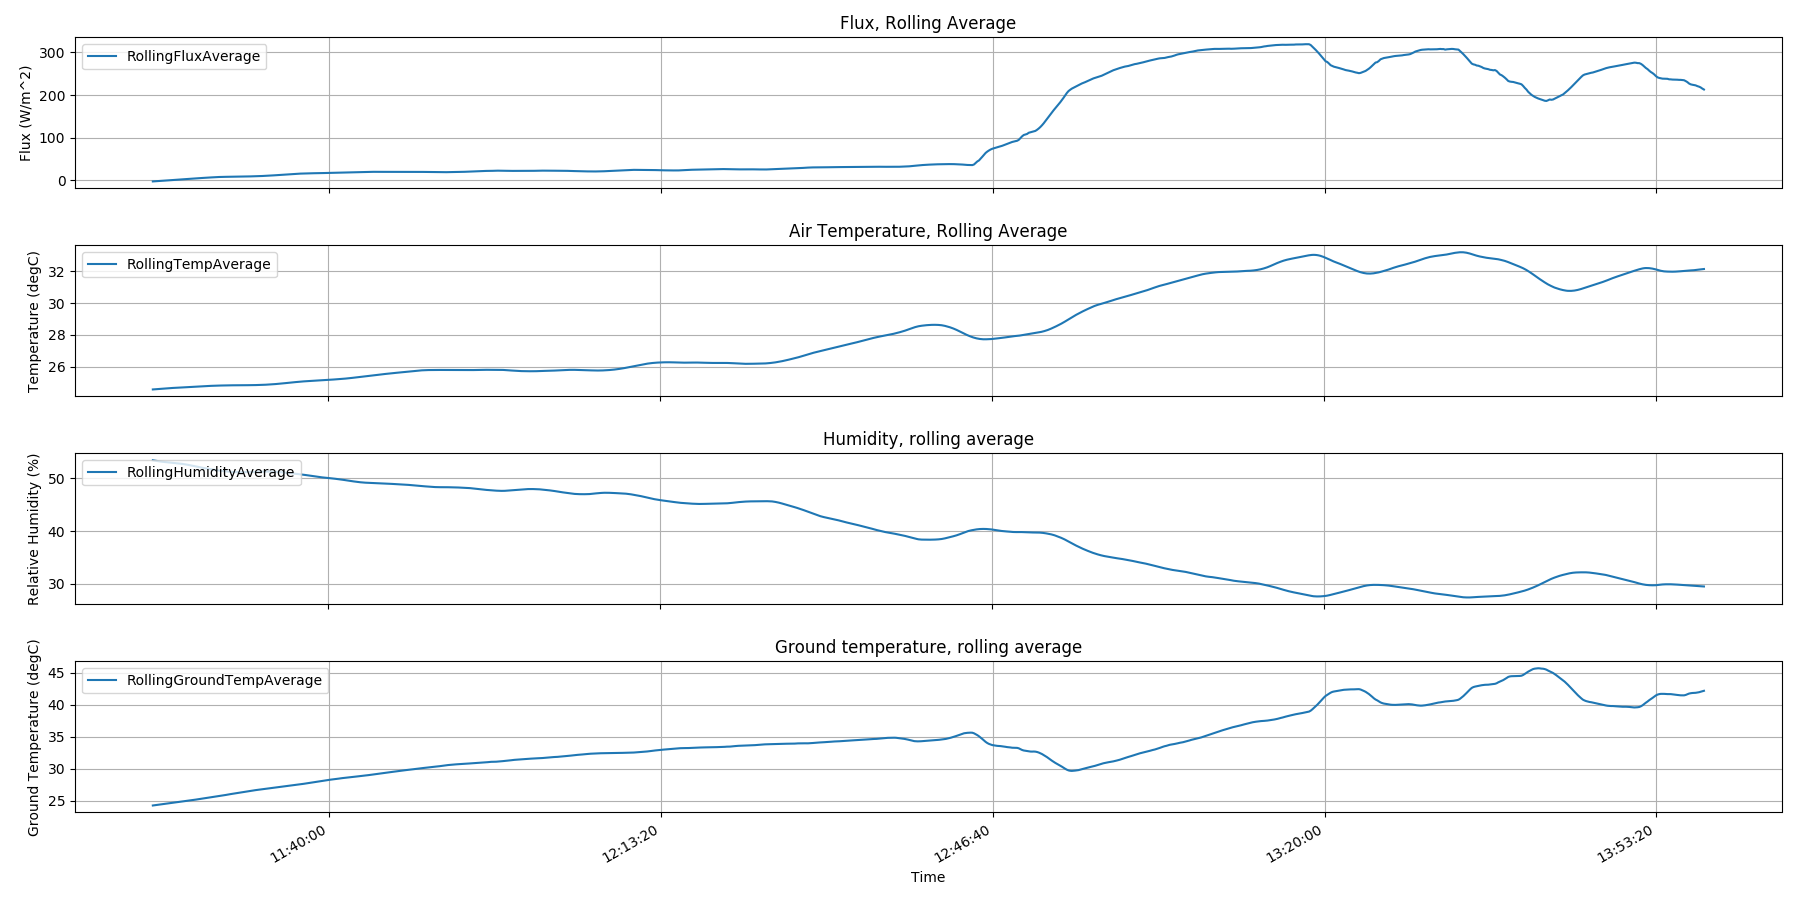 Flux, Rolling Average
RollingFluxAverage
Flux (W/m^2)
300
200
100
0
Air Temperature, Rolling Average
RollingTempAverage
Temperature (degC)
32
30
28
26
Humidity, rolling average
RollingHumidityAverage
Relative Humidity (%)
50
40
30
Ground temperature, rolling average
RollingGroundTempAverage
Ground Temperature (degC)
45
40
35
30
25
11:40:00
12:13:20
12:46:40
13:20:00
13:53:20
Time